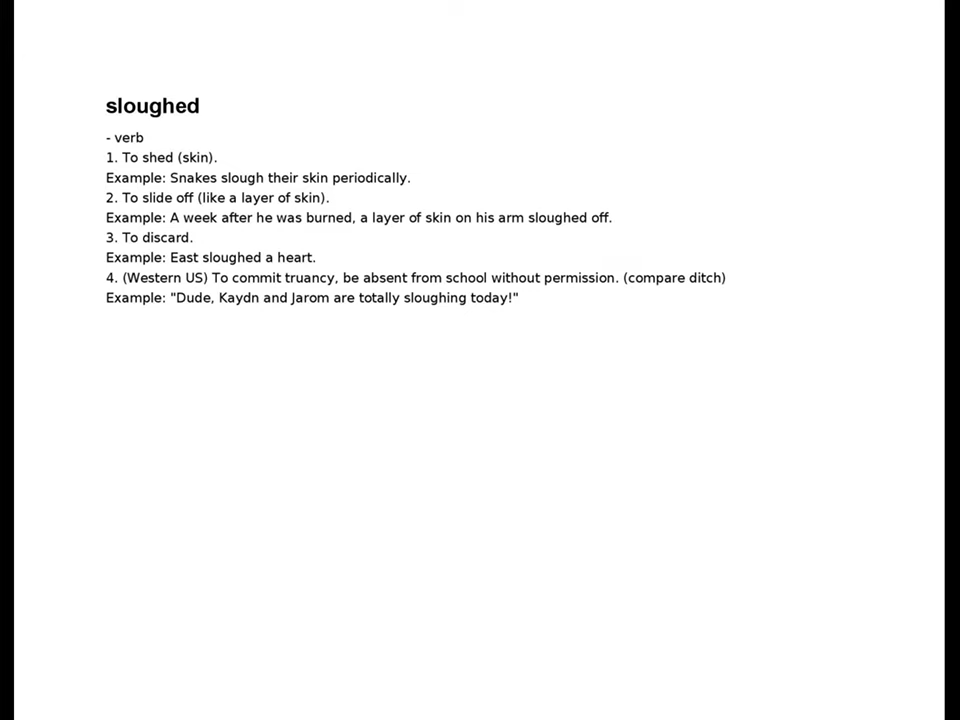 sloughed
- verb
1. To shed (skin).
Example: Snakes slough their skin periodically.
2. To slide off (like a layer of skin).
Example: A week after he was burned, a layer of skin on his arm sloughed off.
3. To discard.
Example: East sloughed a heart.
4. (Western US) To commit truancy, be absent from school without permission. (compare ditch)
Example: "Dude, Kaydn and Jarom are totally sloughing today!"